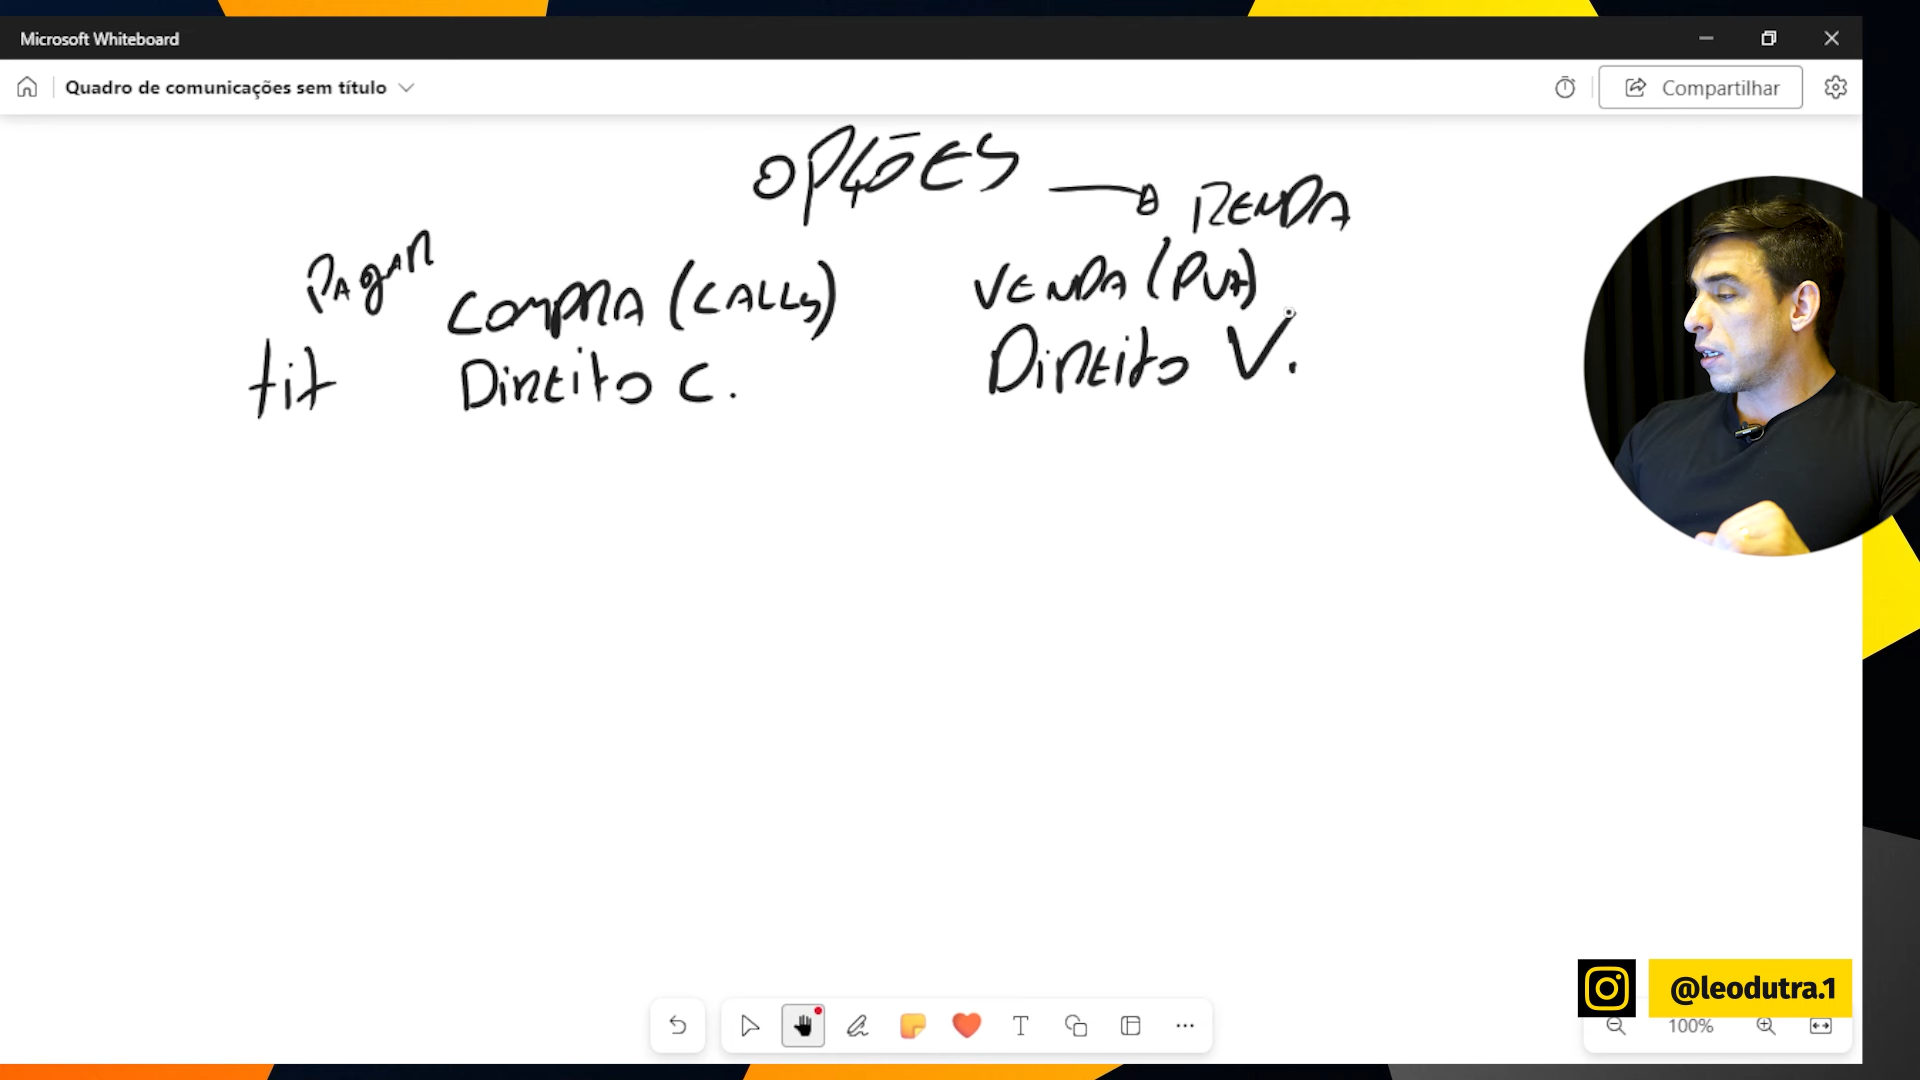 Microsoft Whiteboard
Quadro de comunicações sem título
Compartilhar
OPÇÕES
RENDA
PAgAR
COMPRA (CALLS)
VENDA (PUT)
tit
DirEito C.
DirEito V.
@leodutra.1
T
100%